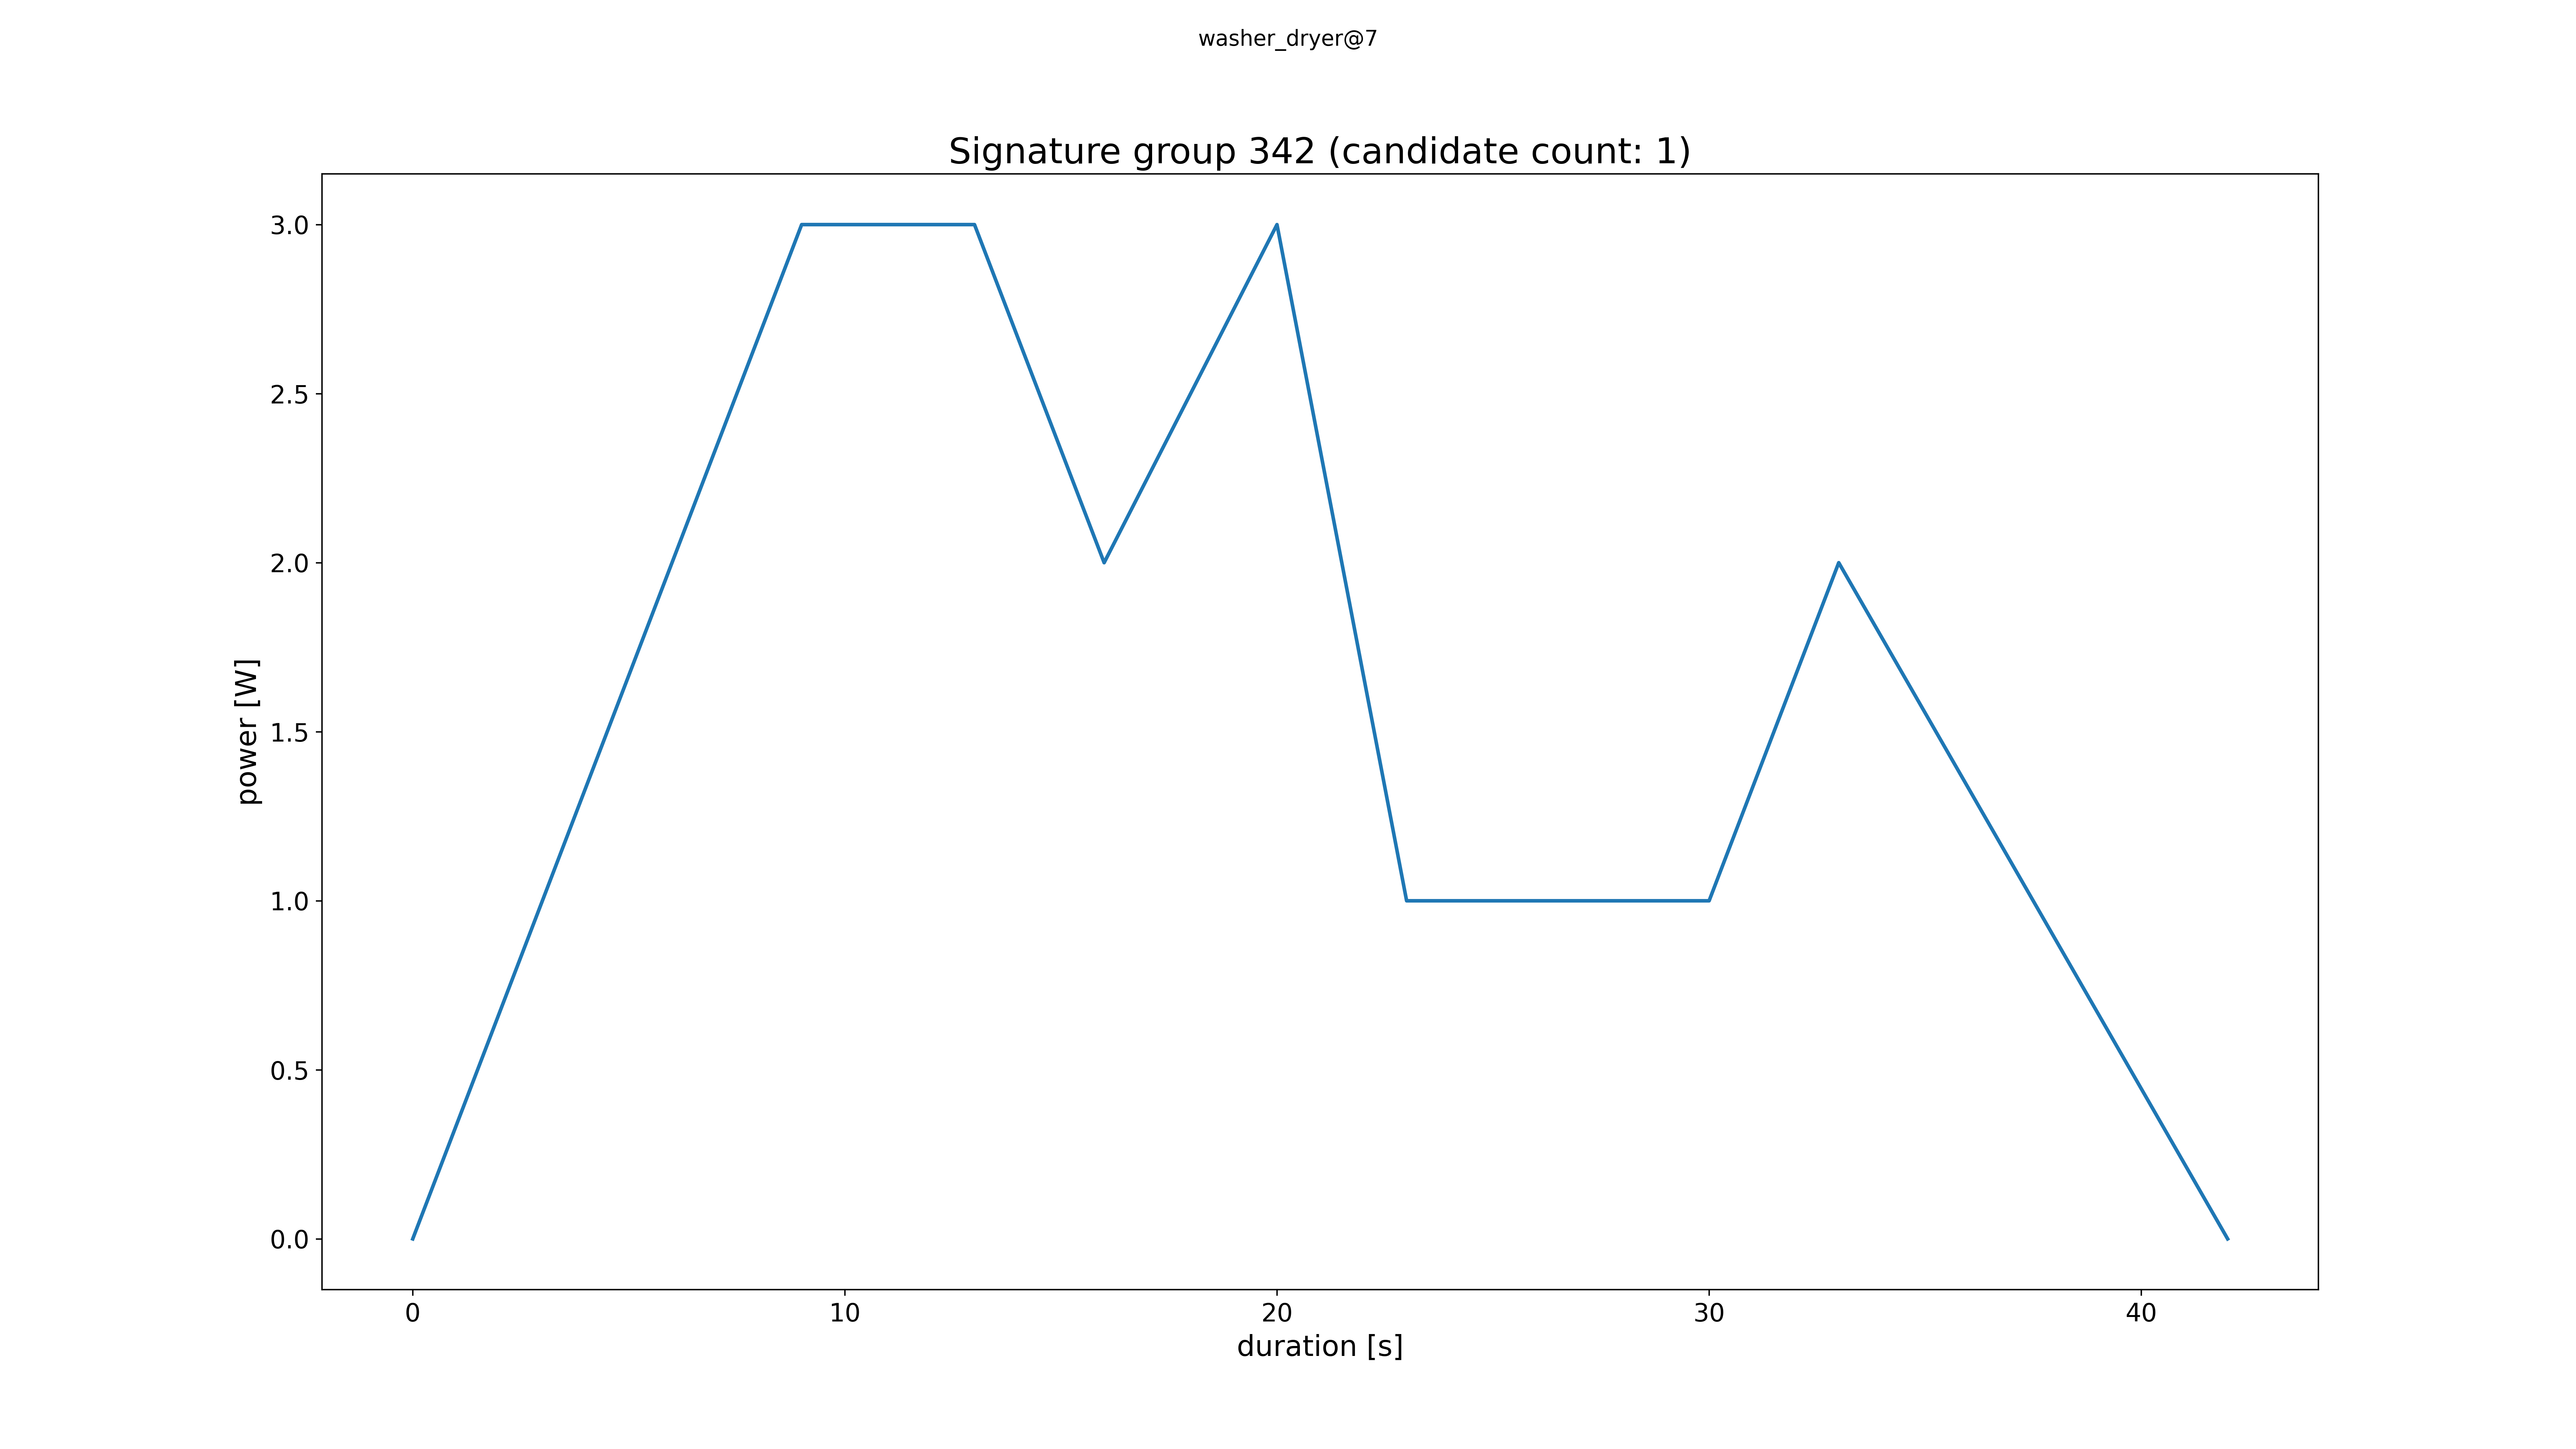 washer_dryer@7
Signature group 342 (candidate count: 1)
3.0
2.5
2.0
1.5
1.0
0.5
0.0
power [W]
0 10 20 30 40
duration [s]